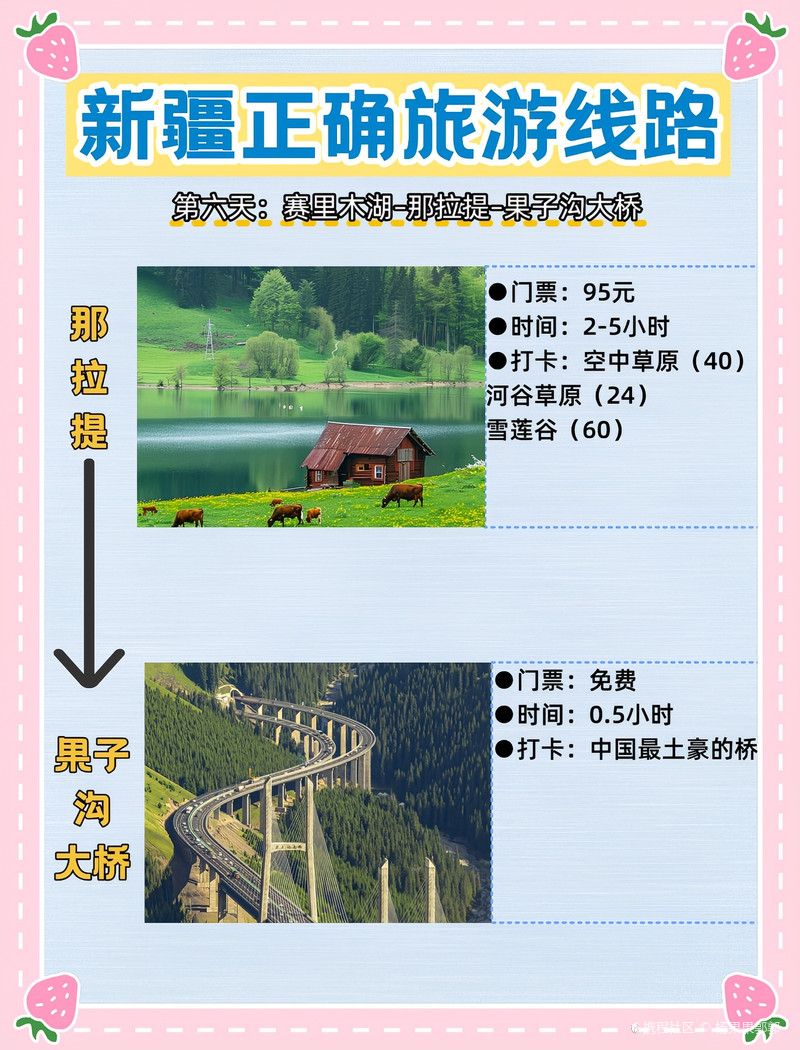 新疆正确旅游线路
第六天：赛里木湖-那拉提-果子沟大桥
那
拉
提
●门票：95元
●时间：2-5小时
●打卡：空中草原（40）
河谷草原（24）
雪莲谷（60）
果子
沟
大桥
●门票：免费
●时间：0.5小时
●打卡：中国最土豪的桥